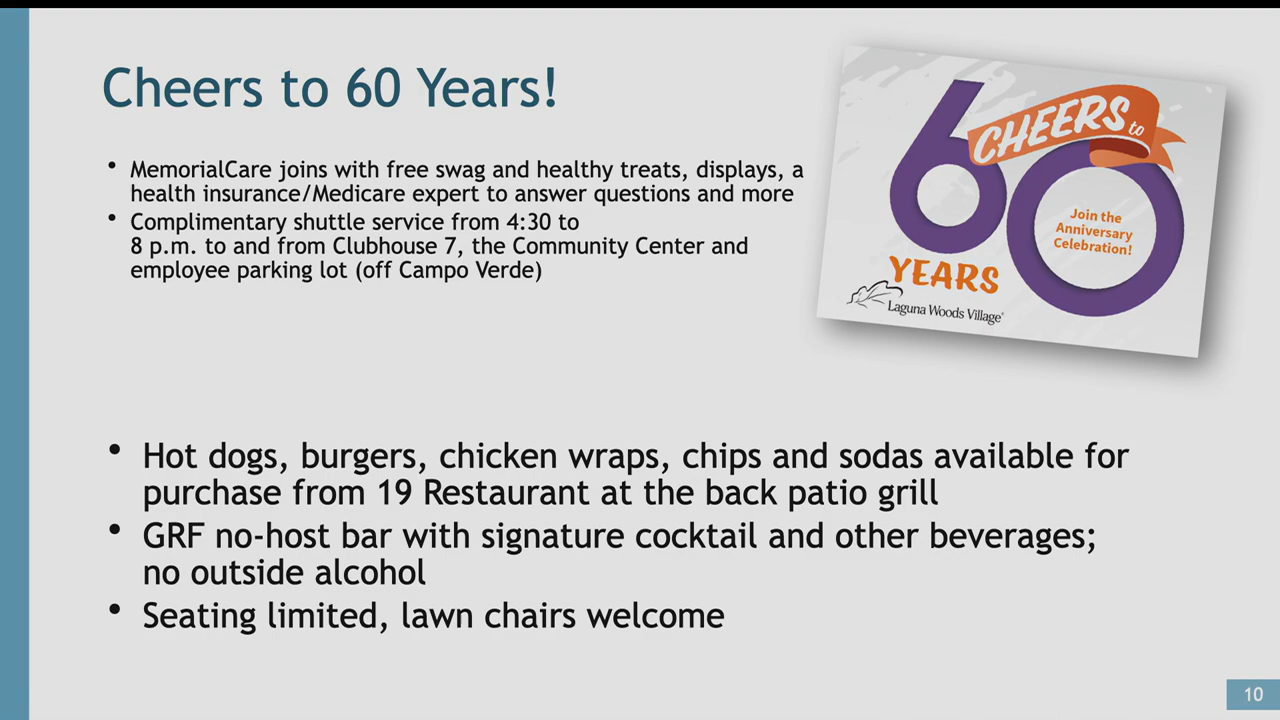 Cheers to 60 Years!
• MemorialCare joins with free swag and healthy treats, displays, a
health insurance/Medicare expert to answer questions and more
• Complimentary shuttle service from 4:30 to
8 p.m. to and from Clubhouse 7, the Community Center and
employee parking lot (off Campo Verde)
CHEERS to
60
Join the
Anniversary
Celebration!
YEARS
Laguna Woods Village®
• Hot dogs, burgers, chicken wraps, chips and sodas available for
purchase from 19 Restaurant at the back patio grill
• GRF no-host bar with signature cocktail and other beverages;
no outside alcohol
• Seating limited, lawn chairs welcome
10